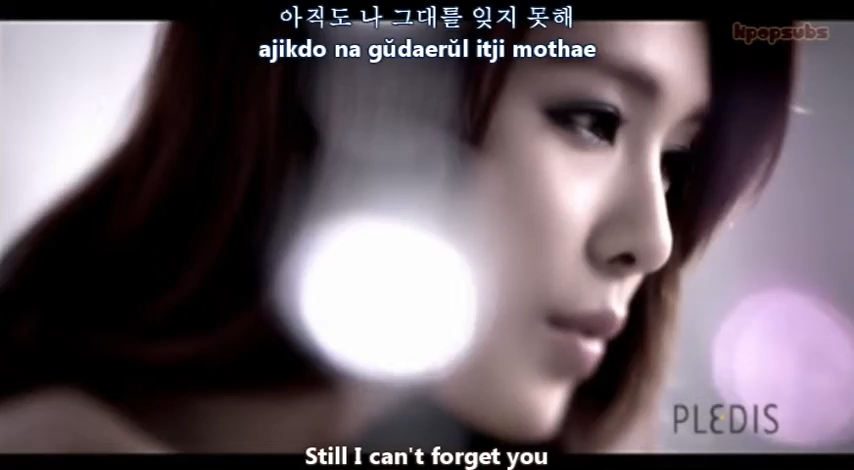 아직도 나 그대를 잊지 못해
ajikdo na gŭdaerŭl itji mothae
kpopsubs
PLEDIS
Still I can't forget you